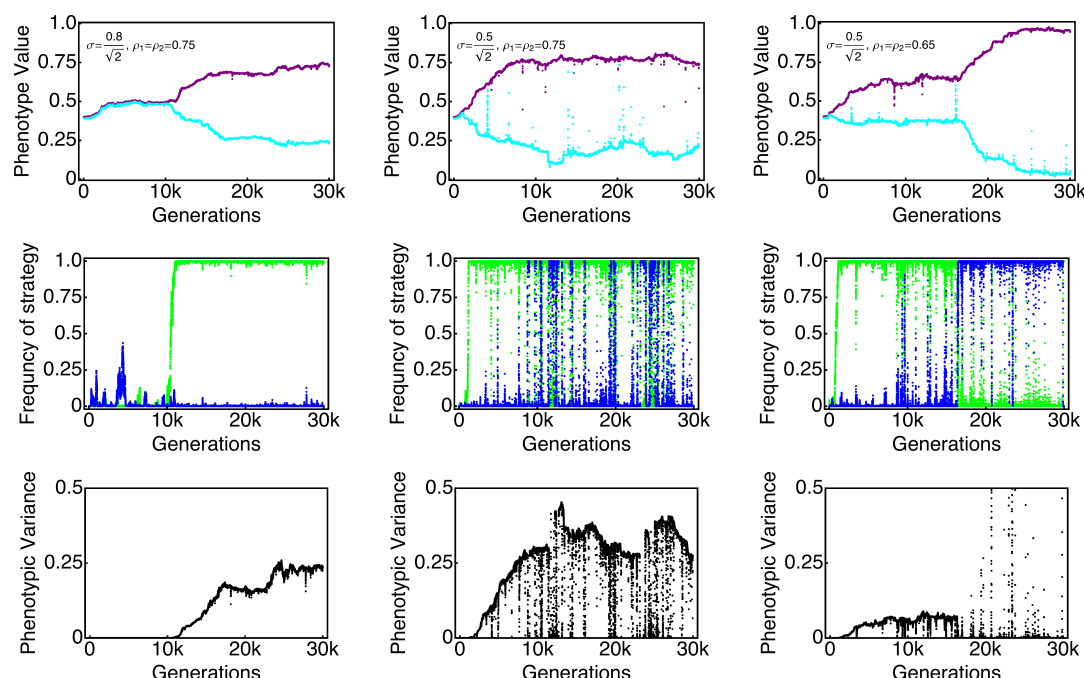 Phenotype Value
1.0
0.75
0.5
0.25
0
σ=0.8/√2, ρ1=ρ2=0.75
0 10k 20k 30k
Generations
Phenotype Value
1.0
0.75
0.5
0.25
0
σ=0.5/√2, ρ1=ρ2=0.75
0 10k 20k 30k
Generations
Phenotype Value
1.0
0.75
0.5
0.25
0
σ=0.5/√2, ρ1=ρ2=0.65
0 10k 20k 30k
Generations
Frequncy of strategy
1.0
0.75
0.5
0.25
0
0 10k 20k 30k
Generations
Frequncy of strategy
1.0
0.75
0.5
0.25
0
0 10k 20k 30k
Generations
Frequncy of strategy
1.0
0.75
0.5
0.25
0
0 10k 20k 30k
Generations
Phenotypic Variance
0.5
0.25
0
0 10k 20k 30k
Generations
Phenotypic Variance
0.5
0.25
0
0 10k 20k 30k
Generations
Phenotypic Variance
0.5
0.25
0
0 10k 20k 30k
Generations